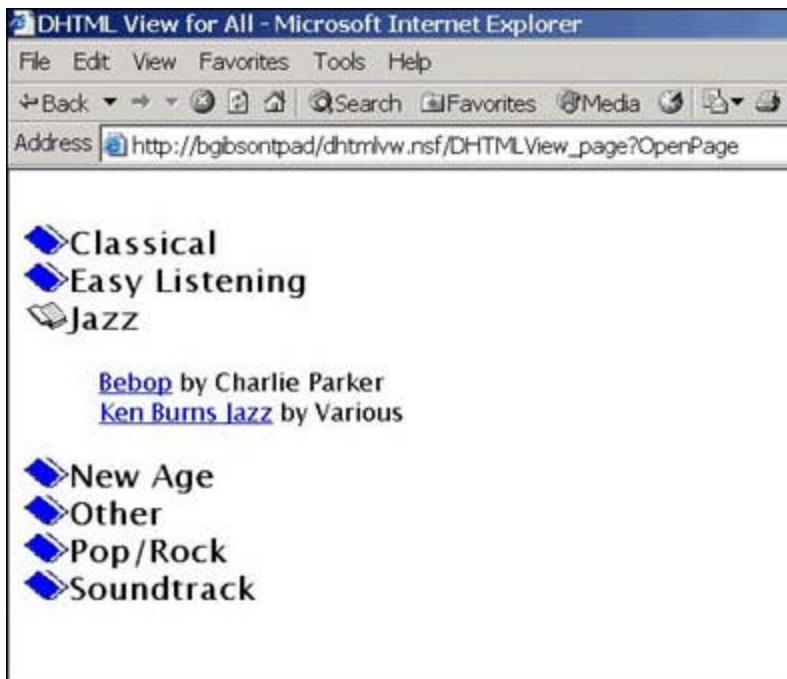 DHTML View for All - Microsoft Internet Explorer
File Edit View Favorites Tools Help
Back Search Favorites Media
Address http://bgibsontpad/dhtmlvw.nsf/DHTMLView_page?OpenPage
Classical
Easy Listening
Jazz
Bebop by Charlie Parker
Ken Burns Jazz by Various
New Age
Other
Pop/Rock
Soundtrack